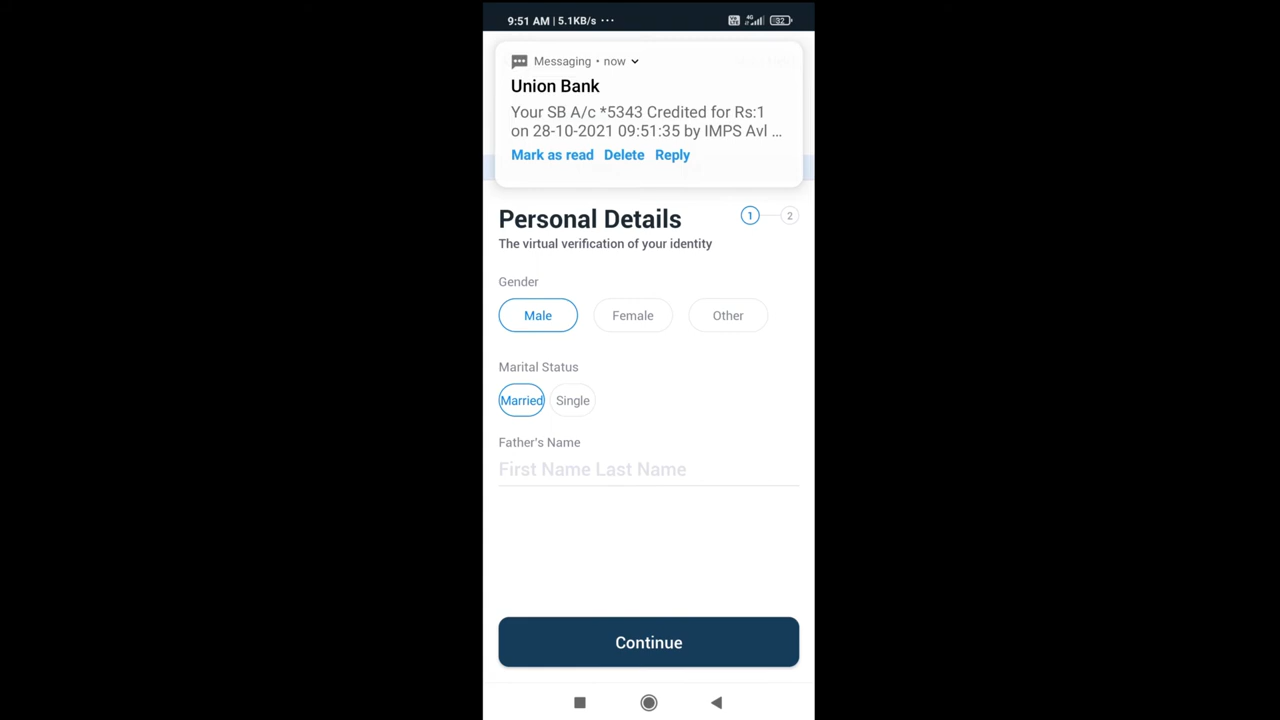 9:51 AM | 5.1KB/s ...
4G
32
Messaging • now
Union Bank
Your SB A/c *5343 Credited for Rs:1
on 28-10-2021 09:51:35 by IMPS Avl ...
Mark as read Delete Reply
Personal Details
1 2
The virtual verification of your identity
Gender
Male Female Other
Marital Status
Married Single
Father's Name
First Name Last Name
Continue